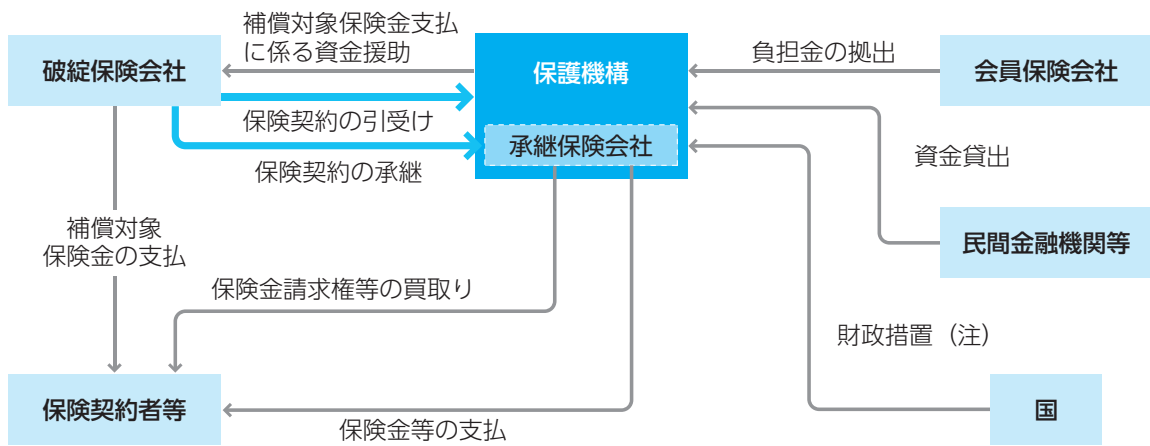 補償対象保険金支払
に係る資金援助
破綻保険会社
保護機構
負担金の拠出
会員保険会社
保険契約の引受け
承継保険会社
保険契約の承継
資金貸出
補償対象
保険金の支払
民間金融機関等
保険金請求権等の買取り
財政措置（注）
保険契約者等
保険金等の支払
国